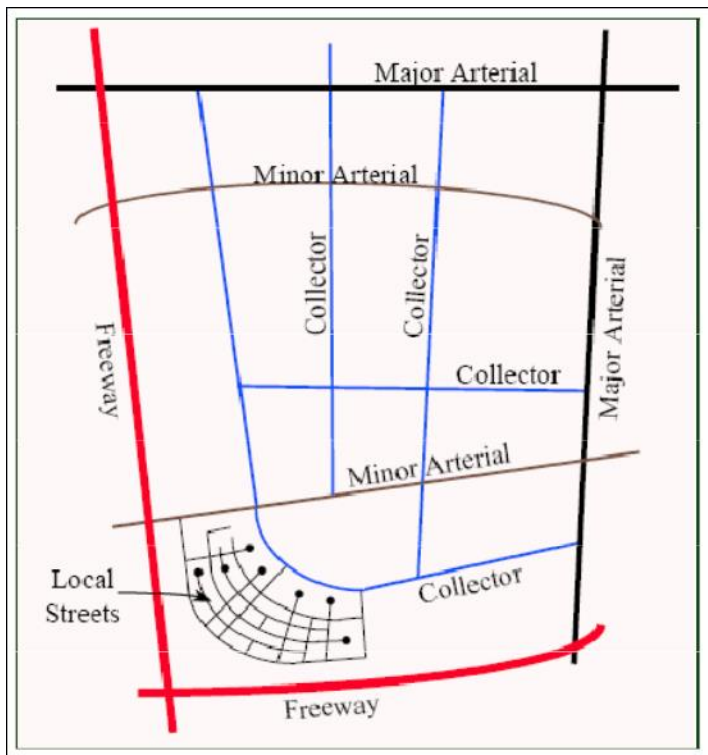 Major Arterial
Minor Arterial
Collector
Collector
Major Arterial
Freeway
Collector
Minor Arterial
Local
Streets
Collector
Freeway